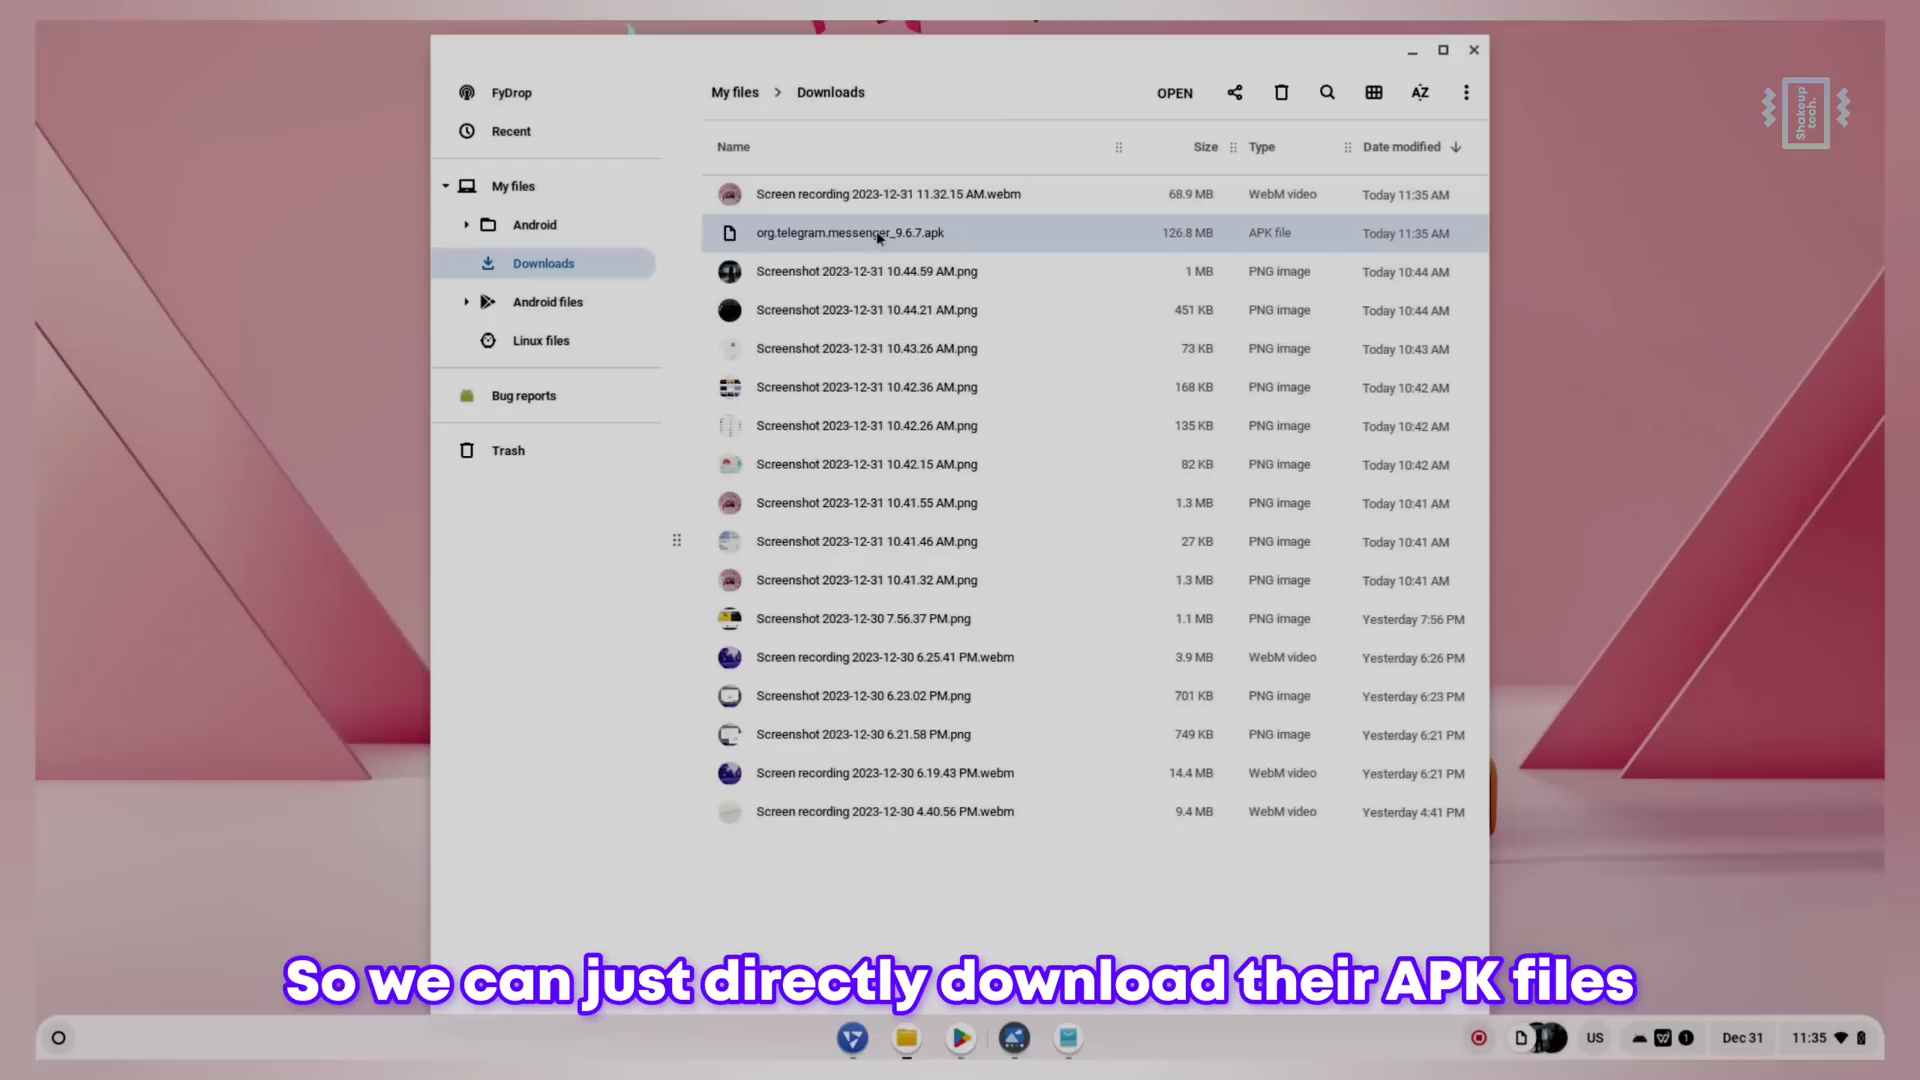 FyDrop
Recent
My files
Android
Downloads
Android files
Linux files
Bug reports
Trash
My files > Downloads
OPEN
AZ
Name Size Type Date modified
Screen recording 2023-12-31 11.32.15 AM.webm 68.9 MB WebM video Today 11:35 AM
org.telegram.messenger_9.6.7.apk 126.8 MB APK file Today 11:35 AM
Screenshot 2023-12-31 10.44.59 AM.png 1 MB PNG image Today 10:44 AM
Screenshot 2023-12-31 10.44.21 AM.png 451 KB PNG image Today 10:44 AM
Screenshot 2023-12-31 10.43.26 AM.png 73 KB PNG image Today 10:43 AM
Screenshot 2023-12-31 10.42.36 AM.png 168 KB PNG image Today 10:42 AM
Screenshot 2023-12-31 10.42.26 AM.png 135 KB PNG image Today 10:42 AM
Screenshot 2023-12-31 10.42.15 AM.png 82 KB PNG image Today 10:42 AM
Screenshot 2023-12-31 10.41.55 AM.png 1.3 MB PNG image Today 10:41 AM
Screenshot 2023-12-31 10.41.46 AM.png 27 KB PNG image Today 10:41 AM
Screenshot 2023-12-31 10.41.32 AM.png 1.3 MB PNG image Today 10:41 AM
Screenshot 2023-12-30 7.56.37 PM.png 1.1 MB PNG image Yesterday 7:56 PM
Screen recording 2023-12-30 6.25.41 PM.webm 3.9 MB WebM video Yesterday 6:26 PM
Screenshot 2023-12-30 6.23.02 PM.png 701 KB PNG image Yesterday 6:23 PM
Screenshot 2023-12-30 6.21.58 PM.png 749 KB PNG image Yesterday 6:21 PM
Screen recording 2023-12-30 6.19.43 PM.webm 14.4 MB WebM video Yesterday 6:21 PM
Screen recording 2023-12-30 4.40.56 PM.webm 9.4 MB WebM video Yesterday 4:41 PM
Shakeup
tech.
So we can just directly download their APK files
US 1 Dec 31 11:35